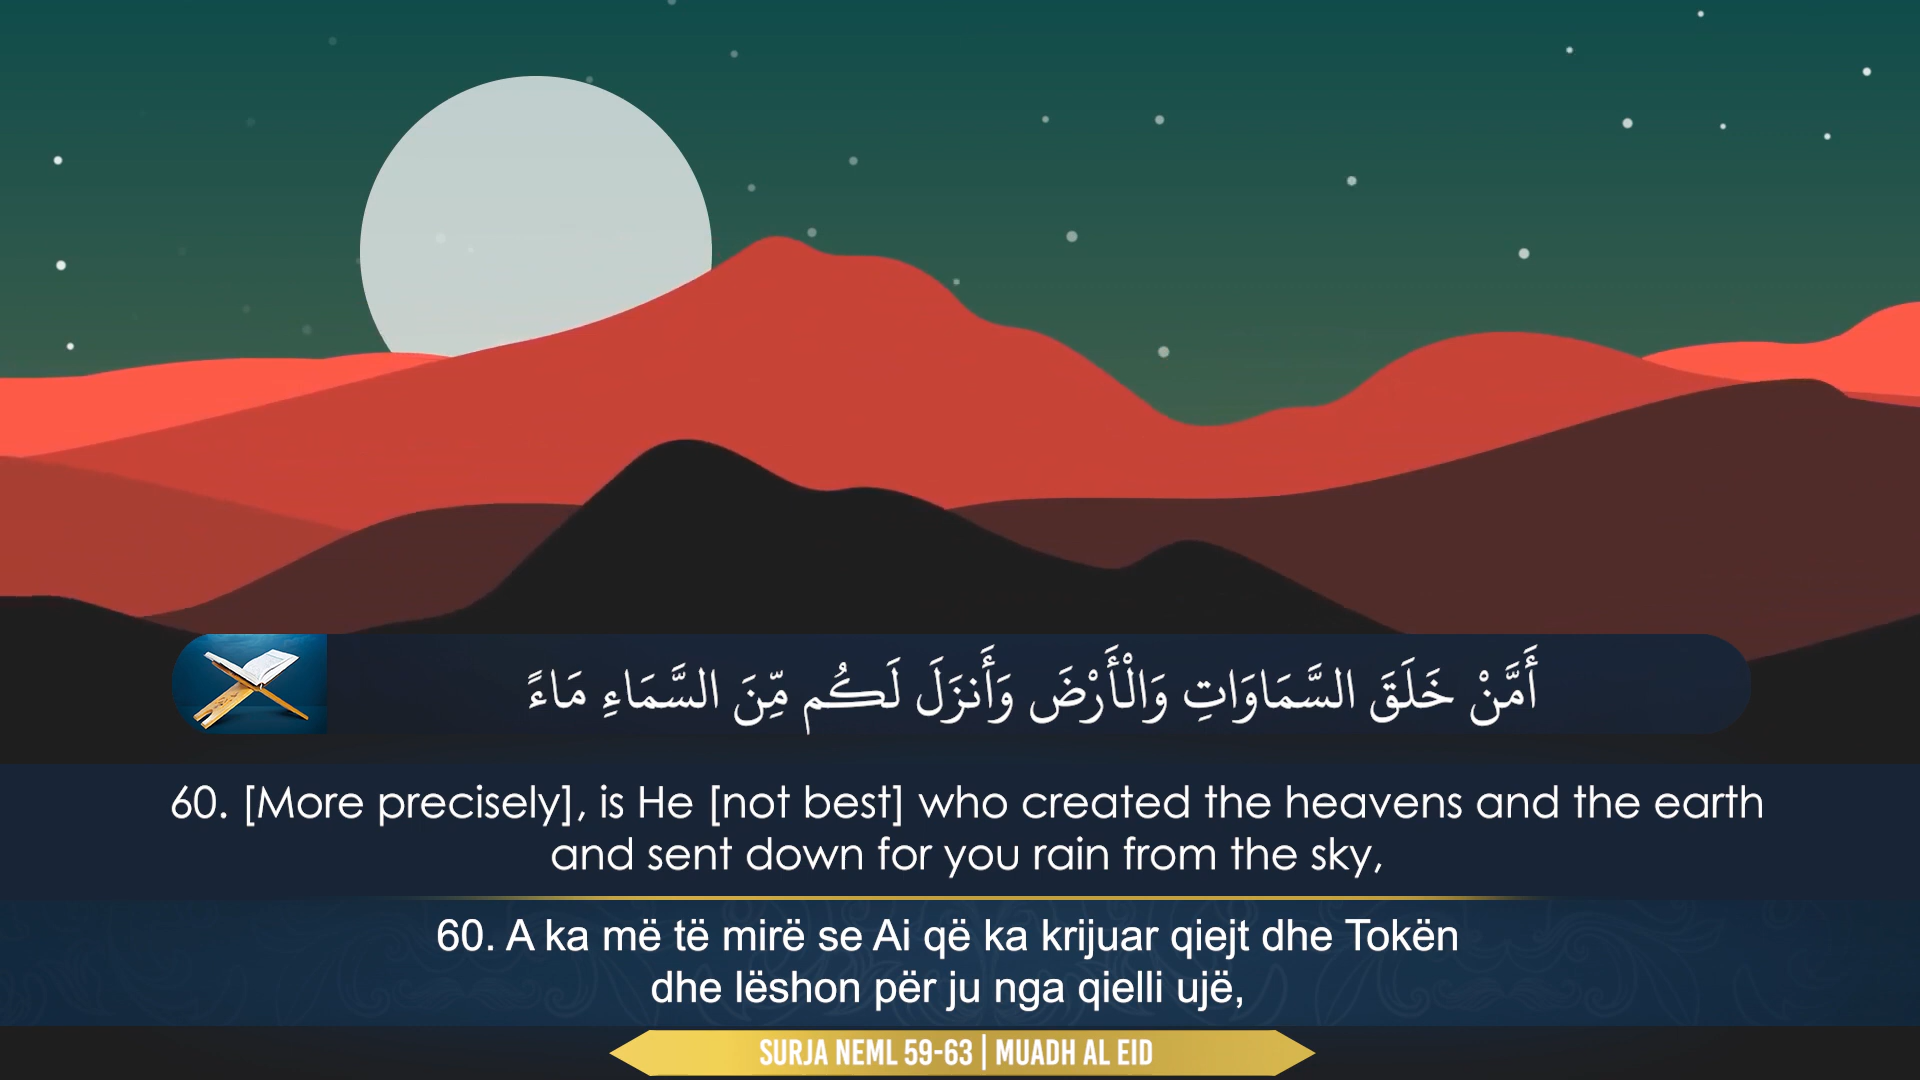 أَمَّنْ خَلَقَ السَّمَاوَاتِ وَالْأَرْضَ وَأَنزَلَ لَكُم مِّنَ السَّمَاءِ مَاءً
60. [More precisely], is He [not best] who created the heavens and the earth
and sent down for you rain from the sky,
60. A ka më të mirë se Ai që ka krijuar qiejt dhe Tokën
dhe lëshon për ju nga qielli ujë,
SURJA NEML 59-63 | MUADH AL EID